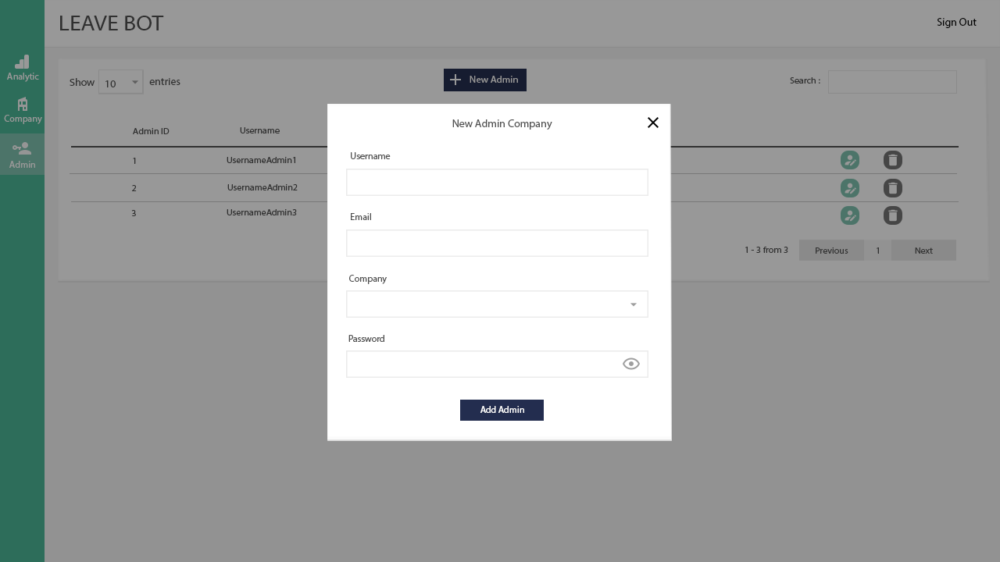 LEAVE BOT
Sign Out
Analytic
Company
Admin
Show 10 entries
New Admin
Search :
Admin ID Username
1 UsernameAdmin1
2 UsernameAdmin2
3 UsernameAdmin3
1 - 3 from 3 Previous 1 Next
New Admin Company
Username
Email
Company
Password
Add Admin